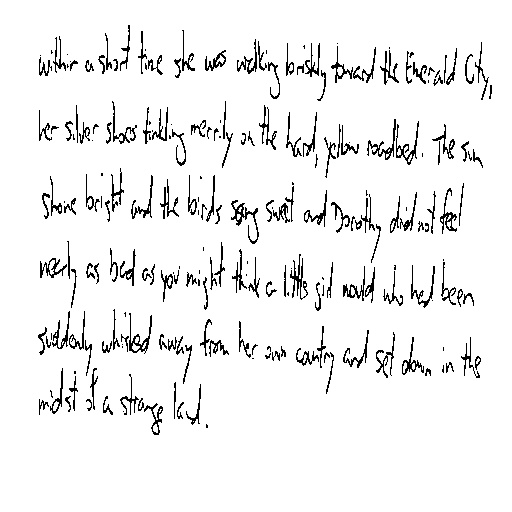 within a short time she was walking briskly toward the Emerald City,
her silver shoes tinkling merrily on the hard, yellow roadbed. The sun
shone bright and the birds sang sweet and Dorothy did not feel
nearly as bad as you might think a little girl would who had been
suddenly whisked away from her own country and set down in the
midst of a strange land.